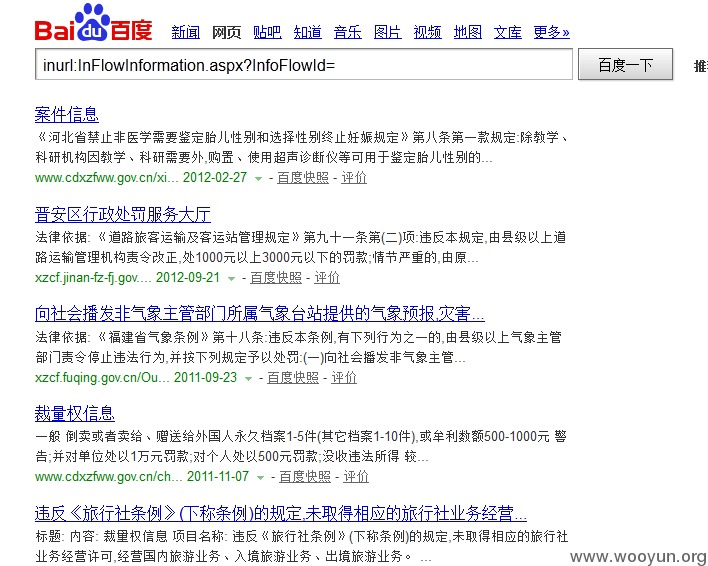 Bai du 百度 新闻 网页 贴吧 知道 音乐 图片 视频 地图 文库 更多»
inurl:InFlowInformation.aspx?InfoFlowId= 百度一下
案件信息
《河北省禁止非医学需要鉴定胎儿性别和选择性别终止妊娠规定》第八条第一款规定:除教学、
科研机构因教学、科研需要外,购置、使用超声诊断仪等可用于鉴定胎儿性别的...
www.cdxzfww.gov.cn/xi... 2012-02-27 - 百度快照 - 评价
晋安区行政处罚服务大厅
法律依据: 《道路旅客运输及客运站管理规定》第九十一条第(二)项:违反本规定,由县级以上道
路运输管理机构责令改正,处1000元以上3000元以下的罚款;情节严重的,由原...
xzcf.jinan-fz-fj.gov.... 2012-09-21 - 百度快照 - 评价
向社会播发非气象主管部门所属气象台站提供的气象预报,灾害...
法律依据: 《福建省气象条例》第十八条:违反本条例,有下列行为之一的,由县级以上气象主管
部门责令停止违法行为,并按下列规定予以处罚:(一)向社会播发非气象主管...
xzcf.fuqing.gov.cn/Ou... 2011-09-23 - 百度快照 - 评价
裁量权信息
一般 倒卖或者卖给、赠送给外国人永久档案1-5件(其它档案1-10件),或牟利数额500-1000元 警
告;并对单位处以1万元罚款;对个人处以500元罚款;没收违法所得 较...
www.cdxzfww.gov.cn/ch... 2011-11-07 - 百度快照 - 评价
违反《旅行社条例》(下称条例)的规定,未取得相应的旅行社业务经营...
标题: 内容: 裁量权信息 项目名称: 违反《旅行社条例》(下称条例)的规定,未取得相应的旅行社
业务经营许可,经营国内旅游业务、入境旅游业务、出境旅游业务。 ...
www.wooyun.org